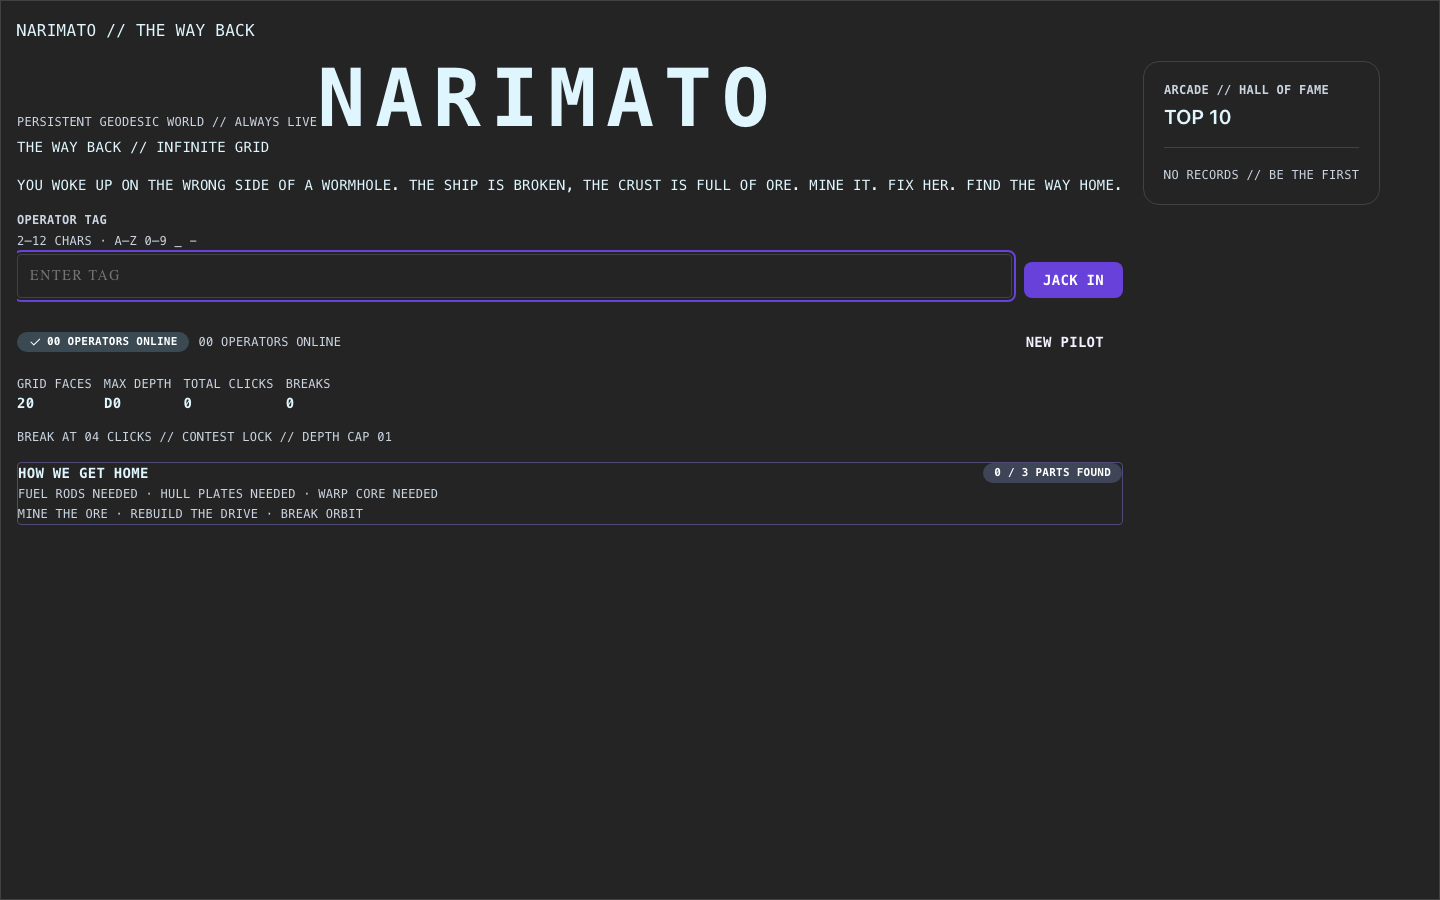 NARIMATO // THE WAY BACK
PERSISTENT GEODESIC WORLD // ALWAYS LIVE NARIMATO
THE WAY BACK // INFINITE GRID
YOU WOKE UP ON THE WRONG SIDE OF A WORMHOLE. THE SHIP IS BROKEN, THE CRUST IS FULL OF ORE. MINE IT. FIX HER. FIND THE WAY HOME.
OPERATOR TAG
2–12 CHARS · A–Z 0–9 _ –
ENTER TAG
JACK IN
00 OPERATORS ONLINE 00 OPERATORS ONLINE
NEW PILOT
GRID FACES MAX DEPTH TOTAL CLICKS BREAKS
20 D0 0 0
BREAK AT 04 CLICKS // CONTEST LOCK // DEPTH CAP 01
HOW WE GET HOME
0 / 3 PARTS FOUND
FUEL RODS NEEDED · HULL PLATES NEEDED · WARP CORE NEEDED
MINE THE ORE · REBUILD THE DRIVE · BREAK ORBIT
ARCADE // HALL OF FAME
TOP 10
NO RECORDS // BE THE FIRST